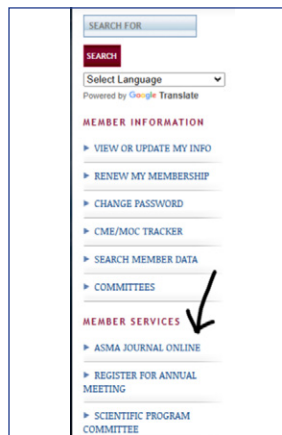 SEARCH FOR
SEARCH
Select Language
Powered by Google Translate
MEMBER INFORMATION
VIEW OR UPDATE MY INFO
RENEW MY MEMBERSHIP
CHANGE PASSWORD
CME/MOC TRACKER
SEARCH MEMBER DATA
COMMITTEES
MEMBER SERVICES
ASMA JOURNAL ONLINE
REGISTER FOR ANNUAL
MEETING
SCIENTIFIC PROGRAM
COMMITTEE